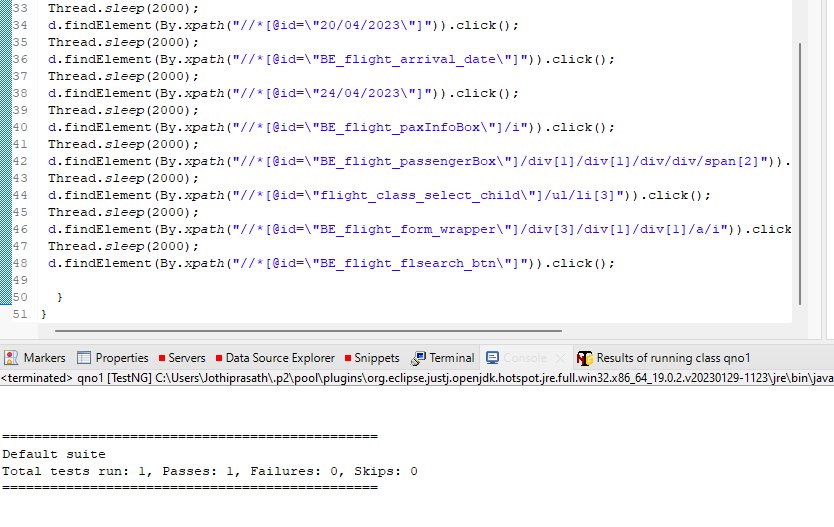 33 Thread.sleep(2000);
34 d.findElement(By.xpath("//*[@id=\"20/04/2023\"]")).click();
35 Thread.sleep(2000);
36 d.findElement(By.xpath("//*[@id=\"BE_flight_arrival_date\"]")).click();
37 Thread.sleep(2000);
38 d.findElement(By.xpath("//*[@id=\"24/04/2023\"]")).click();
39 Thread.sleep(2000);
40 d.findElement(By.xpath("//*[@id=\"BE_flight_paxInfoBox\"]/i")).click();
41 Thread.sleep(2000);
42 d.findElement(By.xpath("//*[@id=\"BE_flight_passengerBox\"]/div[1]/div[1]/div/div/span[2]")).
43 Thread.sleep(2000);
44 d.findElement(By.xpath("//*[@id=\"flight_class_select_child\"]/ul/li[3]")).click();
45 Thread.sleep(2000);
46 d.findElement(By.xpath("//*[@id=\"BE_flight_form_wrapper\"]/div[3]/div[1]/div[1]/a/i")).click
47 Thread.sleep(2000);
48 d.findElement(By.xpath("//*[@id=\"BE_flight_flsearch_btn\"]")).click();
49
50 }
51 }
Markers Properties Servers Data Source Explorer Snippets Terminal Console Results of running class qno1
<terminated> qno1 [TestNG] C:\Users\Jothiprasath\.p2\pool\plugins\org.eclipse.justj.openjdk.hotspot.jre.full.win32.x86_64_19.0.2.v20230129-1123\jre\bin\java
===============================================
Default suite
Total tests run: 1, Passes: 1, Failures: 0, Skips: 0
===============================================